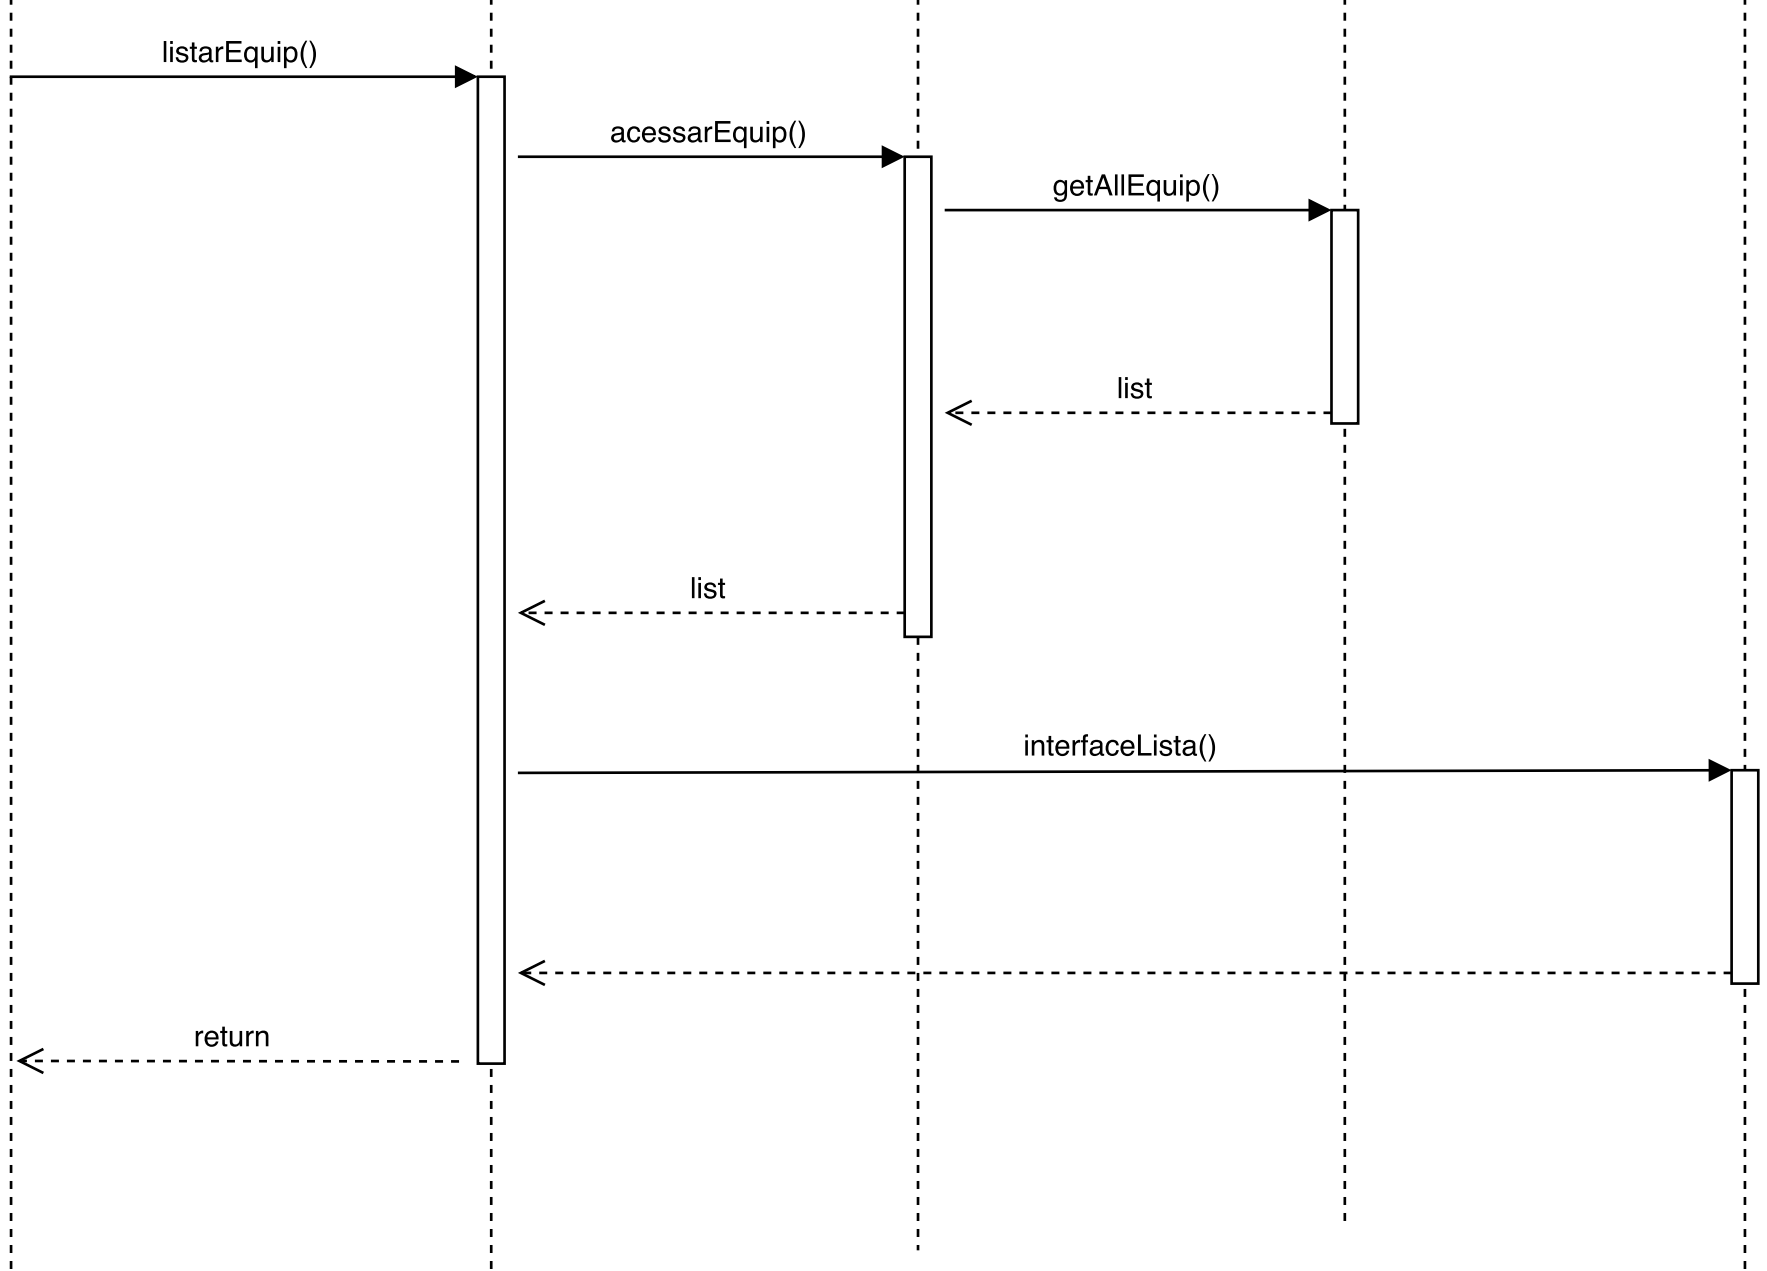 listarEquip()
acessarEquip()
getAllEquip()
list
list
interfaceLista()
return